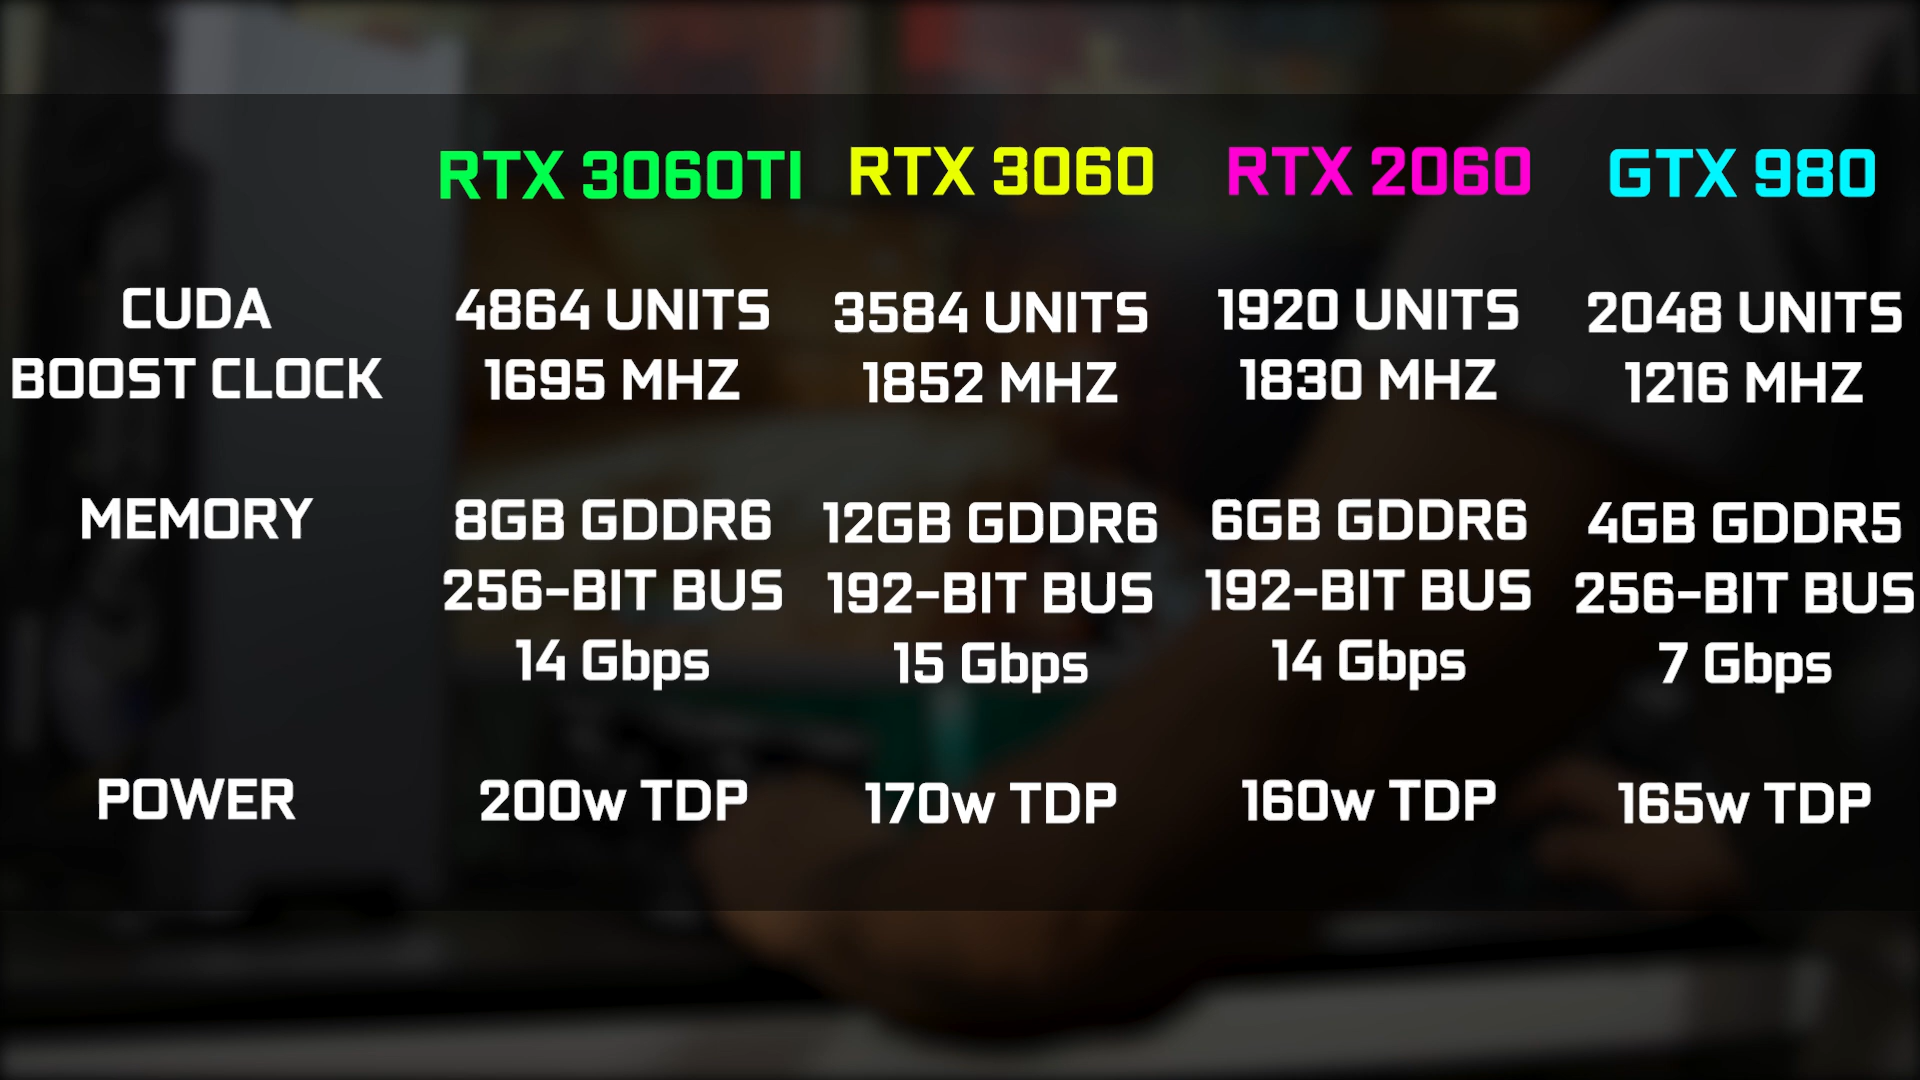 RTX 3060TI RTX 3060 RTX 2060 GTX 980
CUDA 4864 UNITS 3584 UNITS 1920 UNITS 2048 UNITS
BOOST CLOCK 1695 MHZ 1852 MHZ 1830 MHZ 1216 MHZ
MEMORY 8GB GDDR6 12GB GDDR6 6GB GDDR6 4GB GDDR5
256-BIT BUS 192-BIT BUS 192-BIT BUS 256-BIT BUS
14 Gbps 15 Gbps 14 Gbps 7 Gbps
POWER 200w TDP 170w TDP 160w TDP 165w TDP